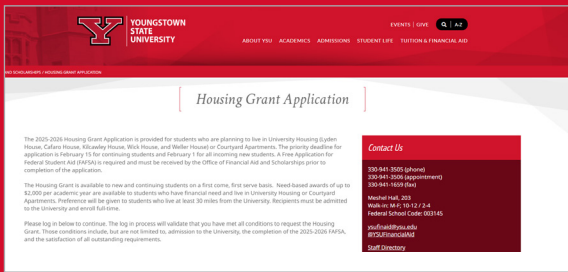 YOUNGSTOWN
STATE
UNIVERSITY
EVENTS | GIVE
A-Z
ABOUT YSU ACADEMICS ADMISSIONS STUDENT LIFE TUITION & FINANCIAL AID
AND SCHOLARSHIPS / HOUSING GRANT APPLICATION
Housing Grant Application
The 2025-2026 Housing Grant Application is provided for students who are planning to live in University Housing (Lyden
House, Cafaro House, Kilcawley House, Wick House, and Weller House) or Courtyard Apartments. The priority deadline for
application is February 15 for continuing students and February 1 for all incoming new students. A Free Application for
Federal Student Aid (FAFSA) is required and must be received by the Office of Financial Aid and Scholarships prior to
completion of the application.
The Housing Grant is available to new and continuing students on a first come, first serve basis. Need-based awards of up to
$2,000 per academic year are available to students who have financial need and live in University Housing or Courtyard
Apartments. Preference will be given to students who live at least 30 miles from the University. Recipients must be admitted
to the University and enroll full-time.
Please log in below to continue. The log in process will validate that you have met all conditions to request the Housing
Grant. Those conditions include, but are not limited to, admission to the University, the completion of the 2025-2026 FAFSA,
and the satisfaction of all outstanding requirements.
Contact Us
330-941-3505 (phone)
330-941-3506 (appointment)
330-941-1659 (fax)
Meshel Hall, 203
Walk-in: M-F; 10-12 / 2-4
Federal School Code: 003145
ysufinaid@ysu.edu
@YSUFinancialAid
Staff Directory